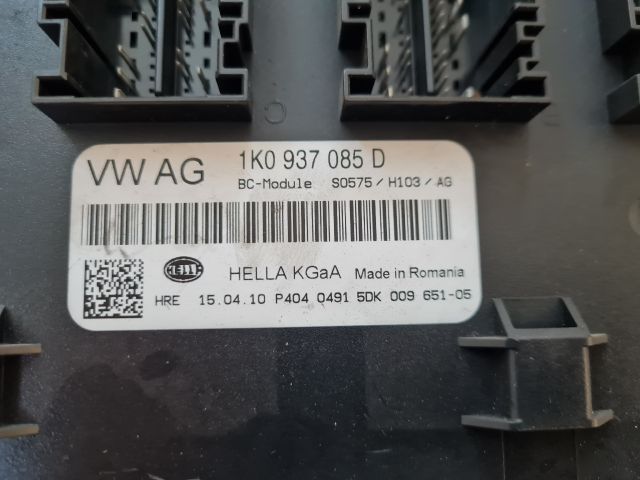 VW AG 1K0 937 085 D
BC-Module S0575/H103/AG
HELLA HELLA KGaA Made in Romania
HRE 15.04.10 P404 0491 5DK 009 651-05
C